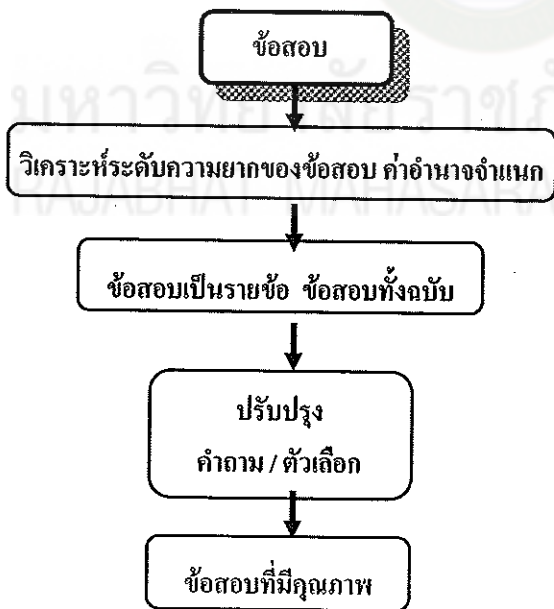 ข้อสอบ
วิเคราะห์ระดับความยากของข้อสอบ ค่าอำนาจจำแนก
ข้อสอบเป็นรายข้อ ข้อสอบทั้งฉบับ
ปรับปรุง
คำถาม / ตัวเลือก
ข้อสอบที่มีคุณภาพ